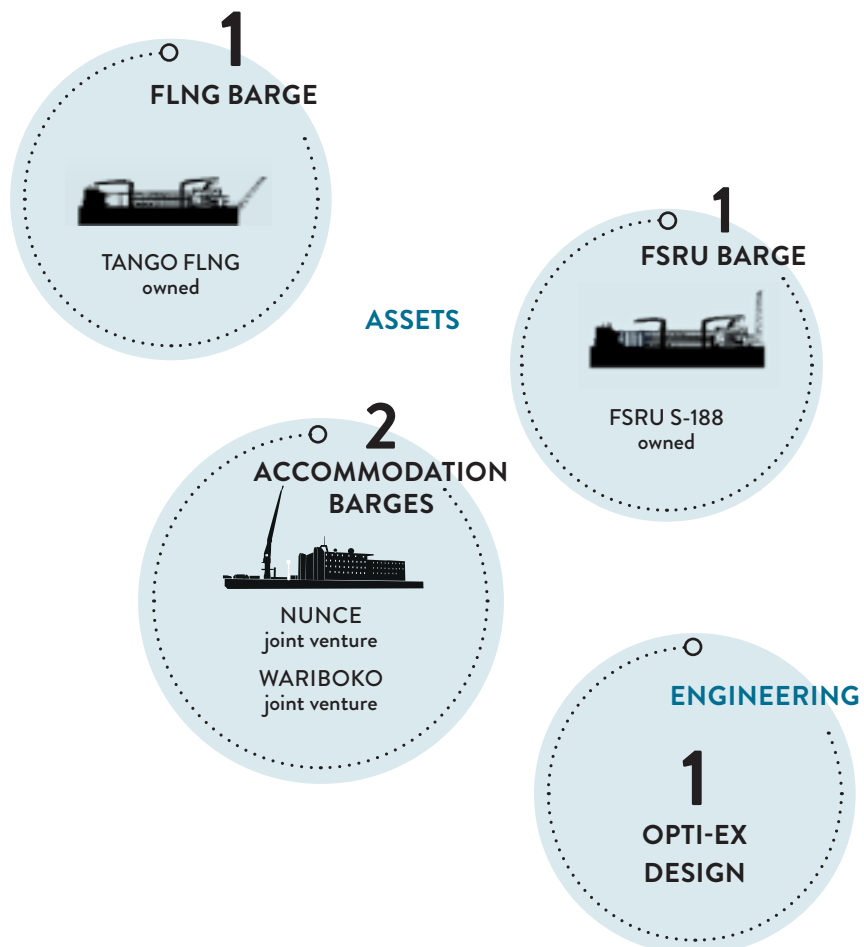 1
FLNG BARGE
TANGO FLNG
owned
1
FSRU BARGE
ASSETS
FSRU S-188
owned
2
ACCOMMODATION
BARGES
NUNCE
joint venture
WARIBOKO
joint venture
ENGINEERING
1
OPTI-EX
DESIGN